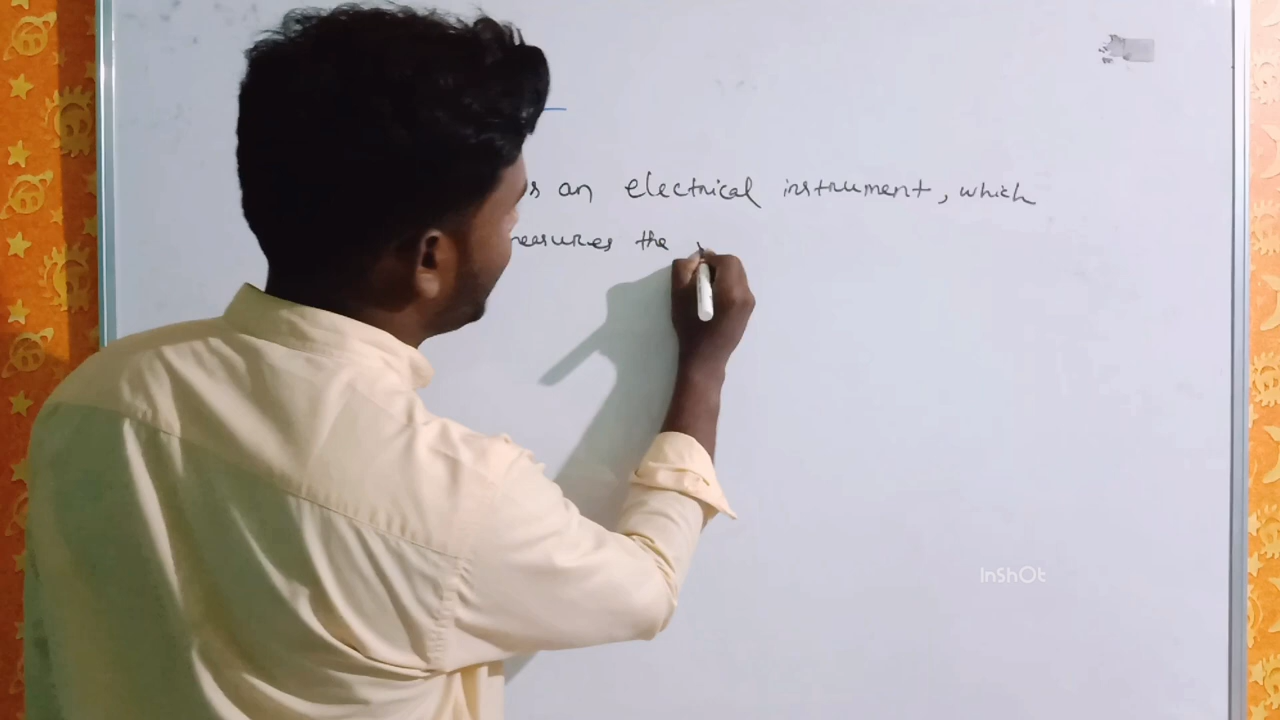 s an electrical instrument, which
measures the
InShOt